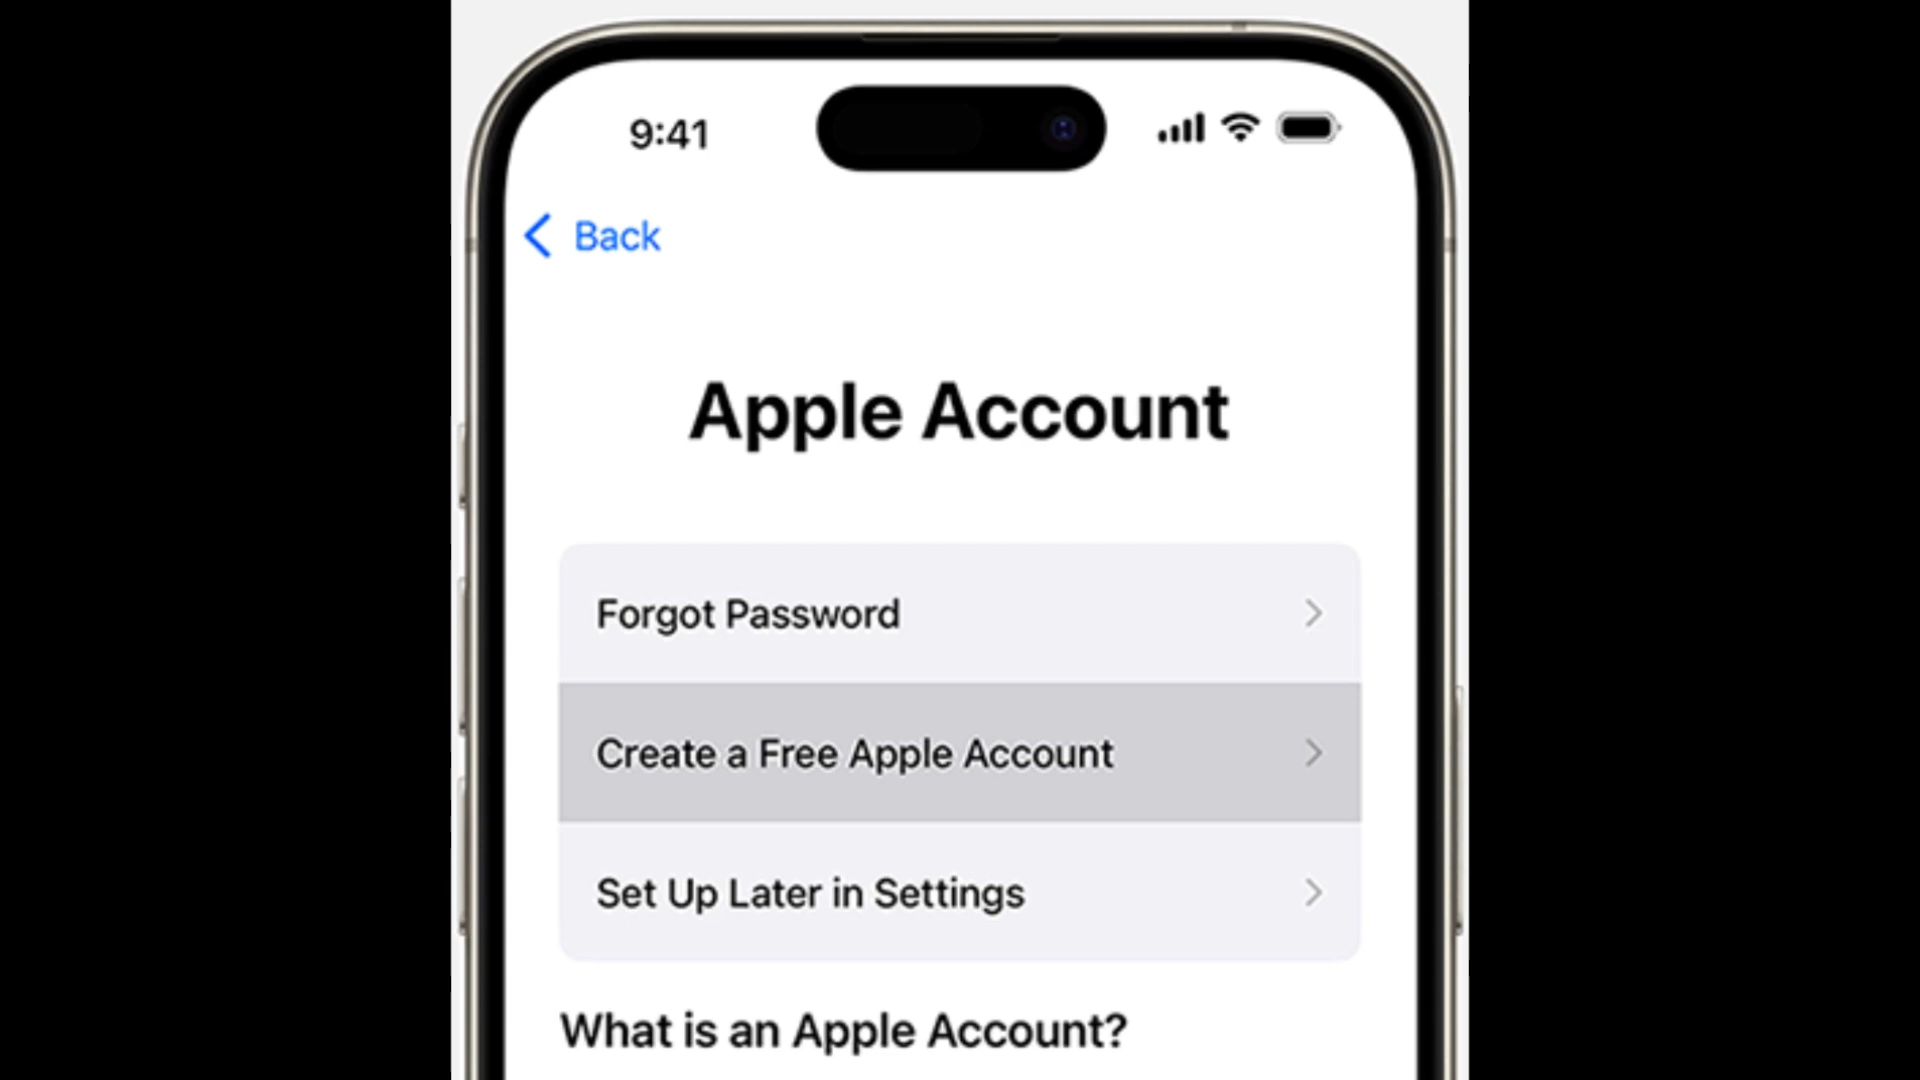 9:41
Back
Apple Account
Forgot Password
Create a Free Apple Account
Set Up Later in Settings
What is an Apple Account?